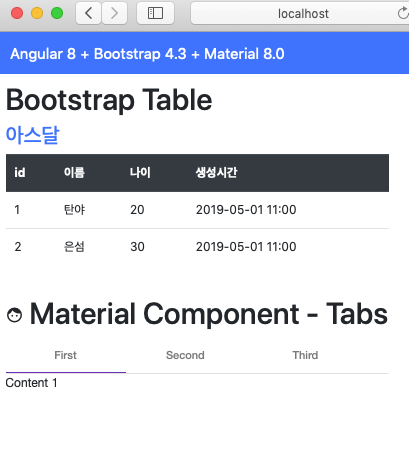 localhost
Angular 8 + Bootstrap 4.3 + Material 8.0
Bootstrap Table
아스달
id 이름 나이 생성시간
1 탄야 20 2019-05-01 11:00
2 은섬 30 2019-05-01 11:00
Material Component - Tabs
First Second Third
Content 1